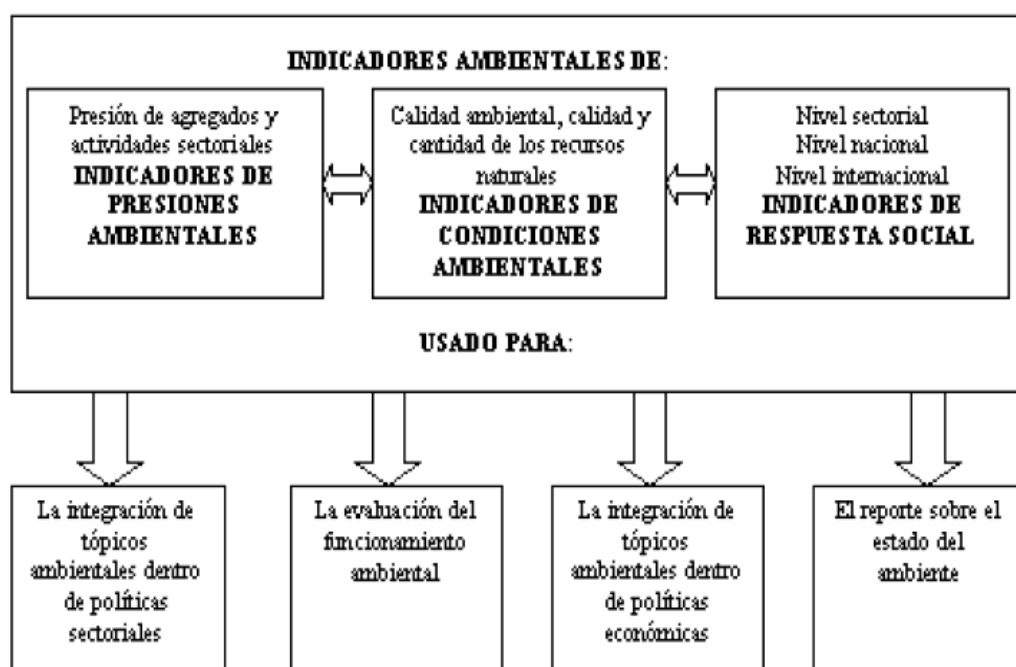 INDICADORES AMBIENTALES DE:
Presión de agregados y
actividades sectoriales
INDICADORES DE
PRESIONES
AMBIENTALES
Calidad ambiental, calidad y
cantidad de los recursos
naturales
INDICADORES DE
CONDICIONES
AMBIENTALES
Nivel sectorial
Nivel nacional
Nivel internacional
INDICADORES DE
RESPUESTA SOCIAL
USADO PARA:
La integración de
tópicos
ambientales dentro
de políticas
sectoriales
La evaluación del
funcionamiento
ambiental
La integración de
tópicos
ambientales dentro
de políticas
económicas
El reporte sobre el
estado del
ambiente